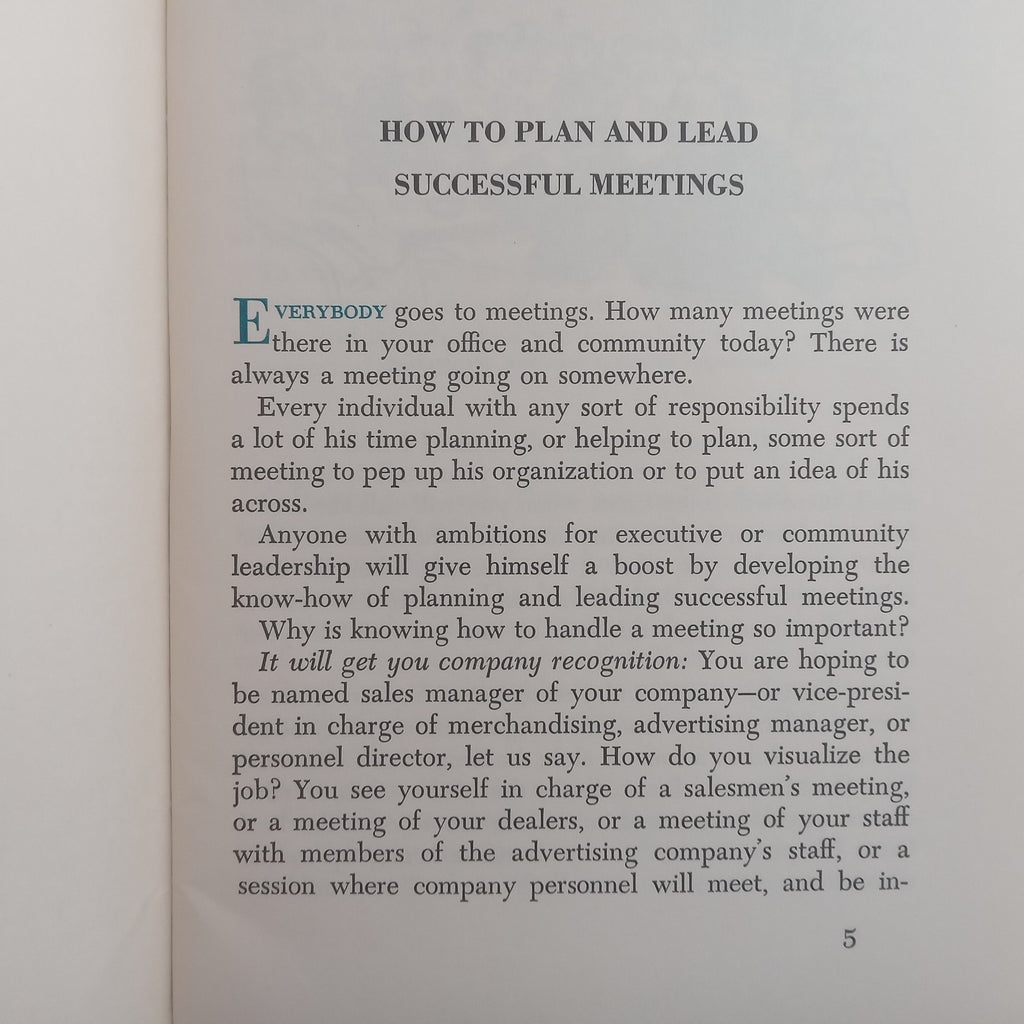 HOW TO PLAN AND LEAD
SUCCESSFUL MEETINGS
EVERYBODY goes to meetings. How many meetings were
there in your office and community today? There is
always a meeting going on somewhere.
Every individual with any sort of responsibility spends
a lot of his time planning, or helping to plan, some sort of
meeting to pep up his organization or to put an idea of his
across.
Anyone with ambitions for executive or community
leadership will give himself a boost by developing the
know-how of planning and leading successful meetings.
Why is knowing how to handle a meeting so important?
It will get you company recognition: You are hoping to
be named sales manager of your company—or vice-presi-
dent in charge of merchandising, advertising manager, or
personnel director, let us say. How do you visualize the
job? You see yourself in charge of a salesmen's meeting,
or a meeting of your dealers, or a meeting of your staff
with members of the advertising company's staff, or a
session where company personnel will meet, and be in-
5